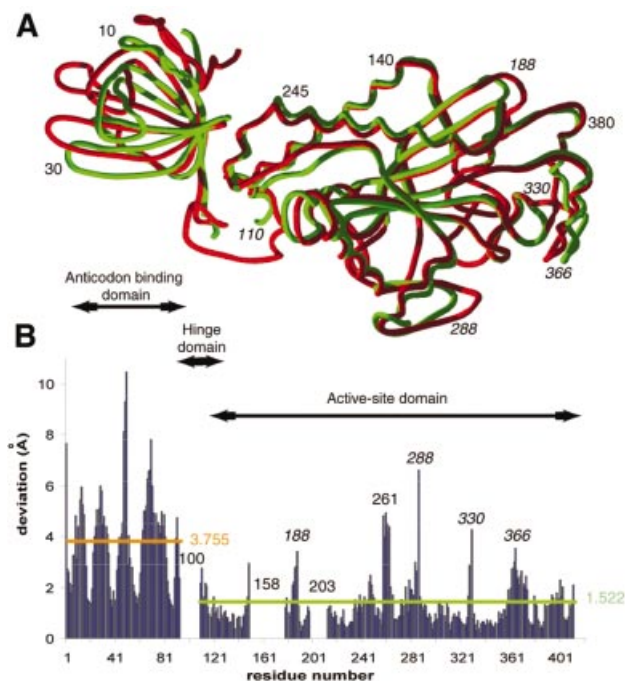 A
10
140
188
245
380
30
330
110
366
288
Anticodon binding
domain
Hinge
domain
B
Active-site domain
deviation (Å)
10
8
6
4
2
0
288
261
188
330
366
3.755
100
158
203
1.522
1 41 81 121 161 201 241 281 321 361 401
residue number